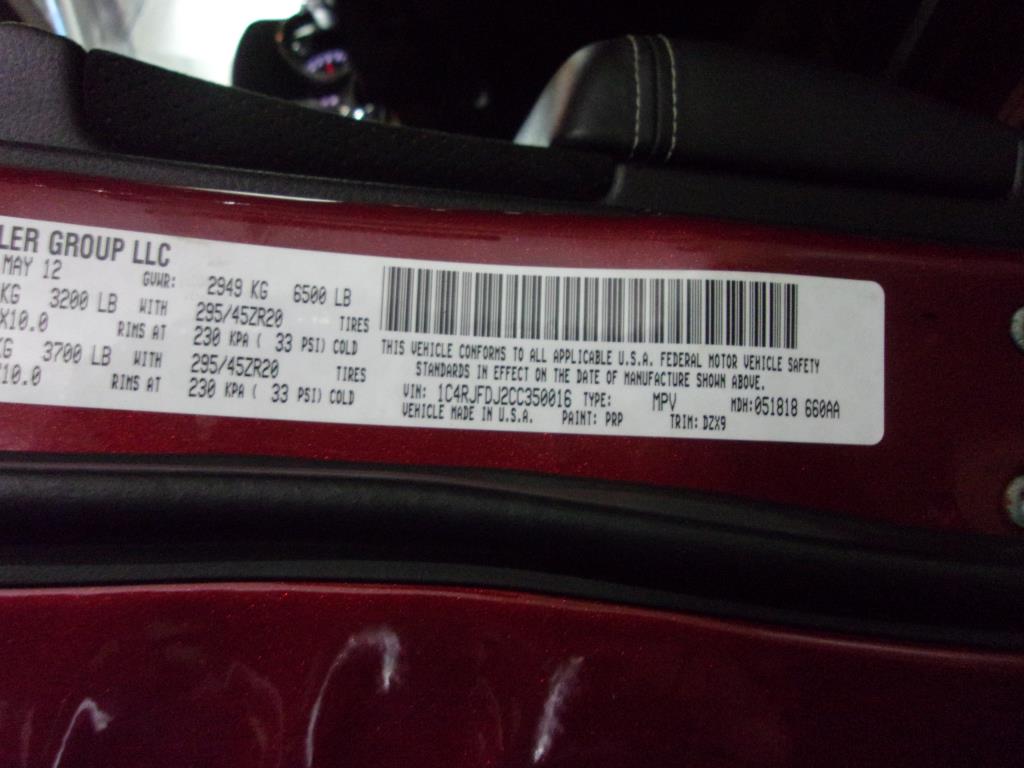 LER GROUP LLC
MAY 12 GVWR: 2949 KG 6500 LB
KG 3200 LB WITH 295/45ZR20 TIRES
X10.0 RIMS AT 230 KPA ( 33 PSI) COLD
KG 3700 LB WITH 295/45ZR20 TIRES
X10.0 RIMS AT 230 KPA ( 33 PSI) COLD
THIS VEHICLE CONFORMS TO ALL APPLICABLE U.S.A. FEDERAL MOTOR VEHICLE SAFETY
STANDARDS IN EFFECT ON THE DATE OF MANUFACTURE SHOWN ABOVE.
VIN: 1C4RJFDJ2CC350016 TYPE: MPV MDH:051818 660AA
VEHICLE MADE IN U.S.A. PAINT: PRP TRIM: DZX9